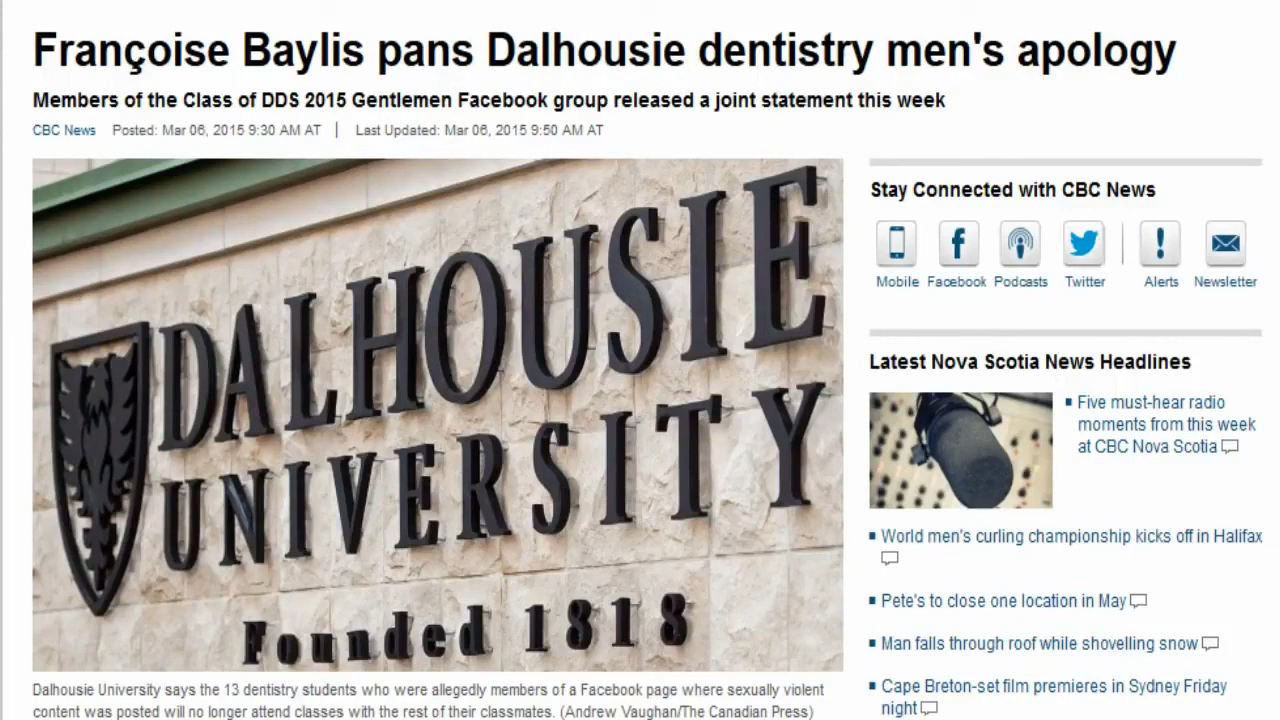 Françoise Baylis pans Dalhousie dentistry men's apology
Members of the Class of DDS 2015 Gentlemen Facebook group released a joint statement this week
CBC News Posted: Mar 06, 2015 9:30 AM AT | Last Updated: Mar 06, 2015 9:50 AM AT
DALHOUSIE
UNIVERSITY
Founded 1818
Dalhousie University says the 13 dentistry students who were allegedly members of a Facebook page where sexually violent
content was posted will no longer attend classes with the rest of their classmates. (Andrew Vaughan/The Canadian Press)
Stay Connected with CBC News
Mobile Facebook Podcasts Twitter Alerts Newsletter
Latest Nova Scotia News Headlines
Five must-hear radio
moments from this week
at CBC Nova Scotia
World men's curling championship kicks off in Halifax
Pete's to close one location in May
Man falls through roof while shovelling snow
Cape Breton-set film premieres in Sydney Friday
night